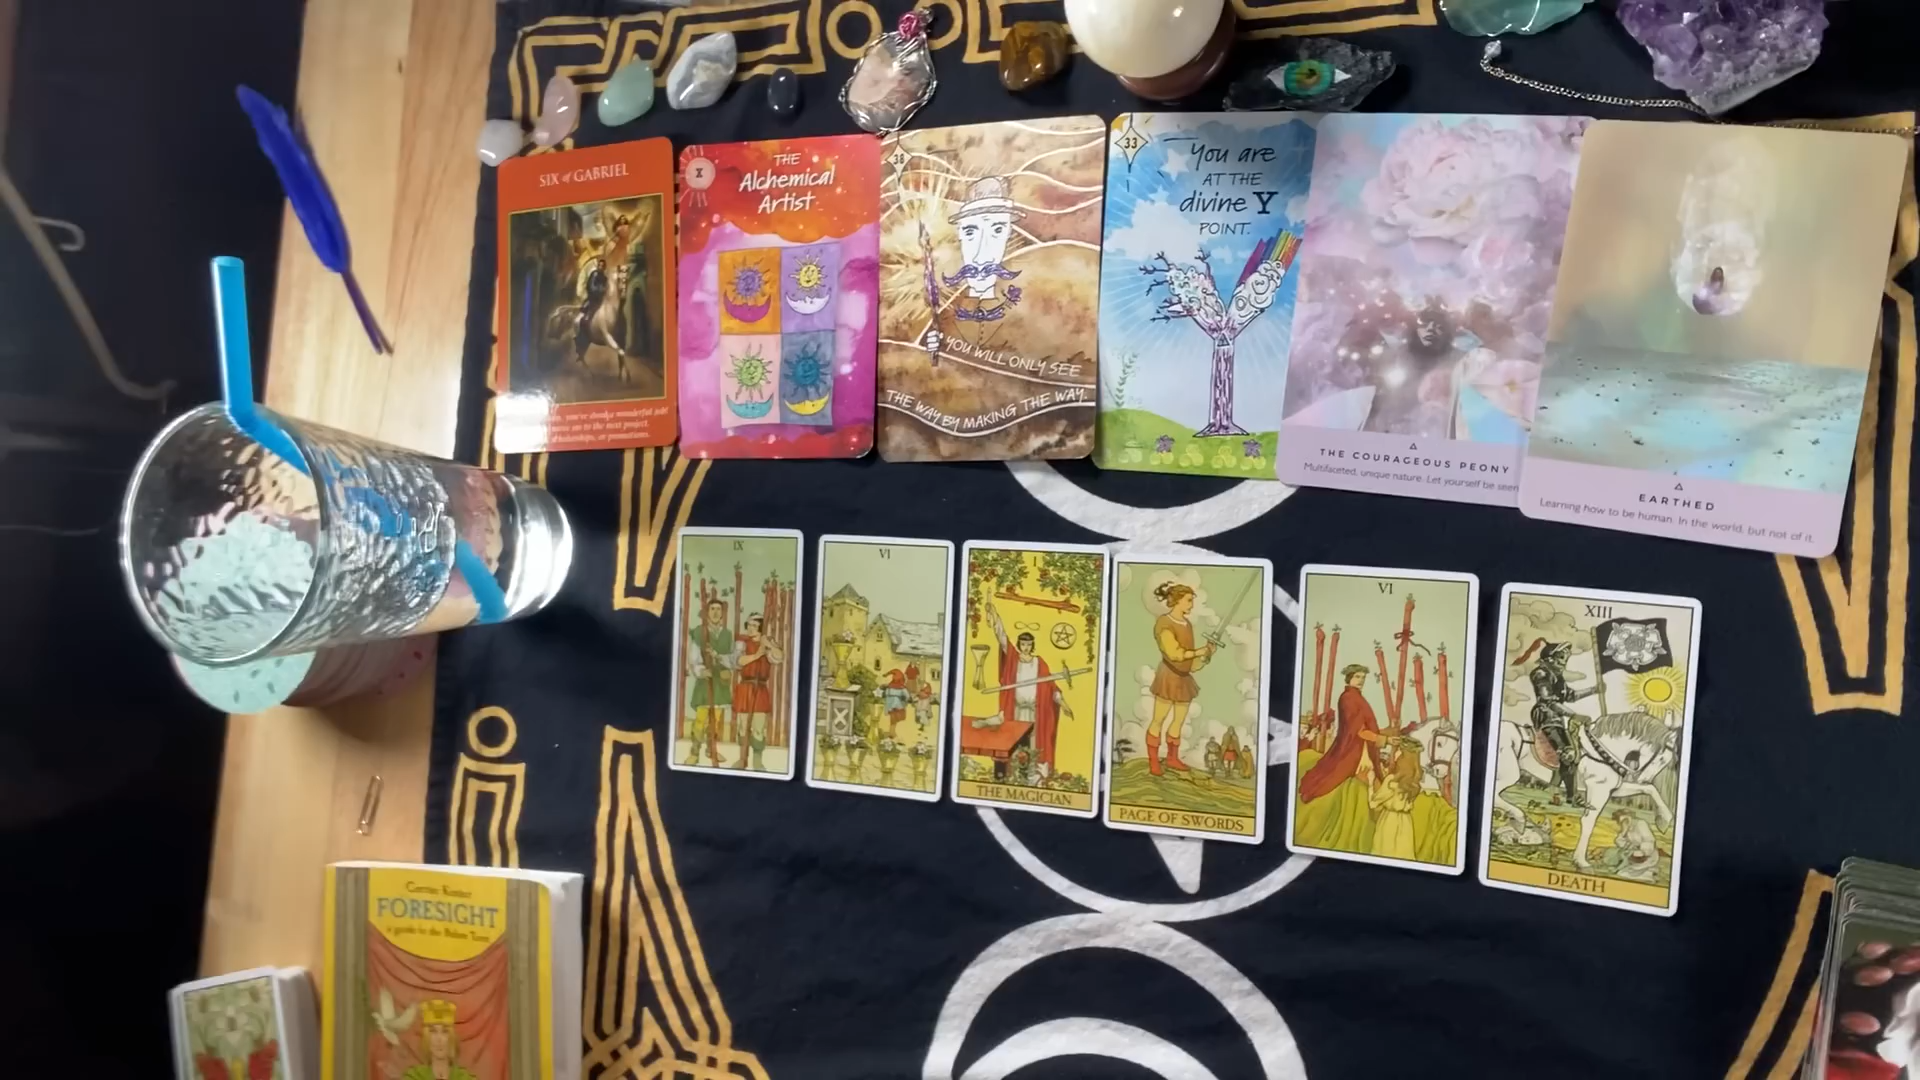 SIX of GABRIEL
you've done a wonderful job!
move on to the next project.
scholarships, or promotions.
X
THE
Alchemical
Artist
38
YOU WILL ONLY SEE
THE WAY BY MAKING THE WAY.
33
You are
AT THE
divine Y
POINT.
THE COURAGEOUS PEONY
Multifaceted, unique nature. Let yourself be seen
EARTHED
Learning how to be human. In the world, but not of it.
IX
VI
I
THE MAGICIAN
PAGE OF SWORDS
VI
XIII
DEATH
FORESIGHT
a guide to the Tarot